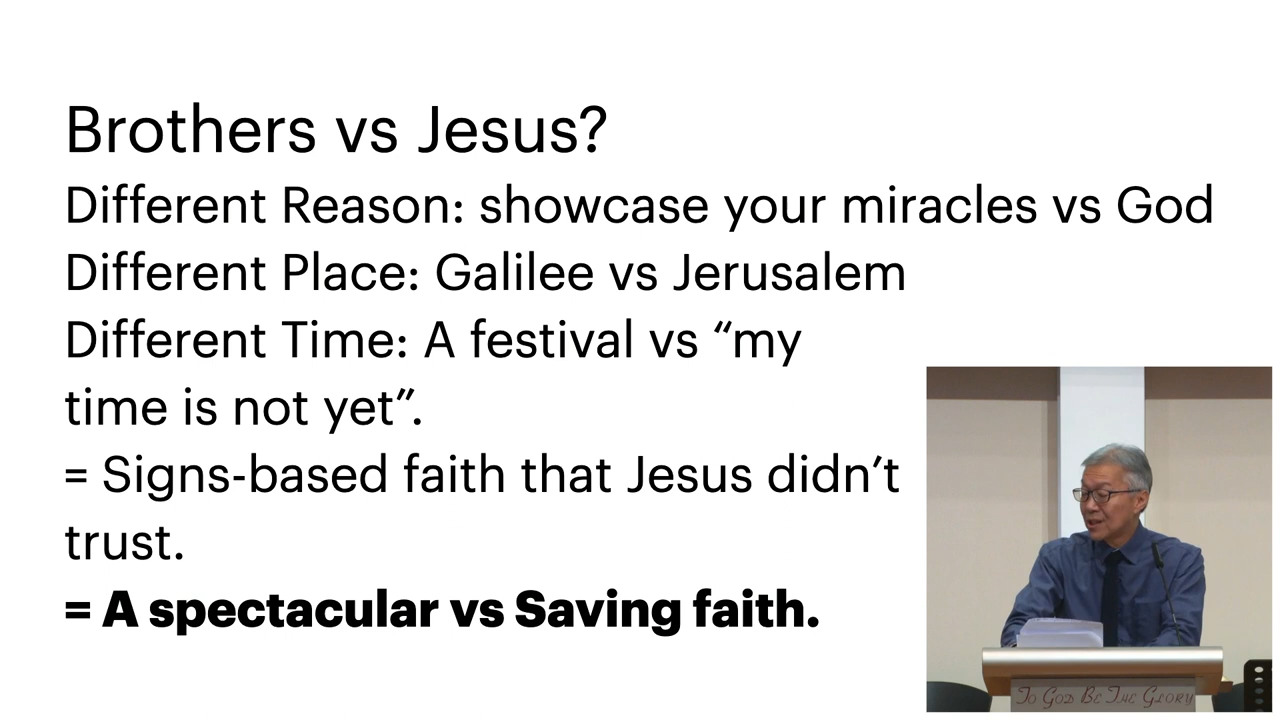 Brothers vs Jesus?
Different Reason: showcase your miracles vs God
Different Place: Galilee vs Jerusalem
Different Time: A festival vs “my
time is not yet”.
= Signs-based faith that Jesus didn’t
trust.
= A spectacular vs Saving faith.
To God Be The Glory